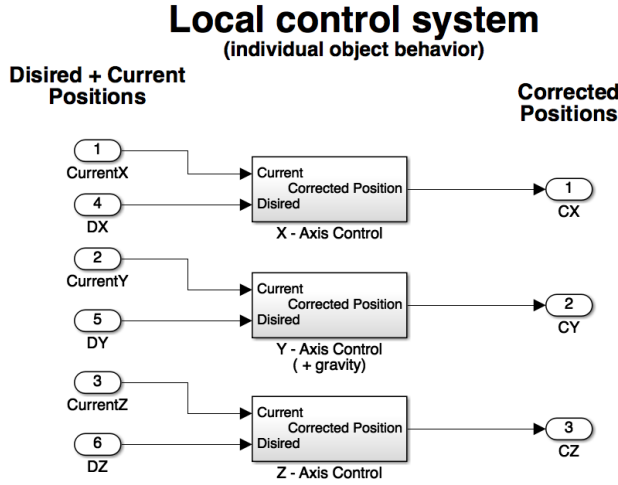 Local control system
(individual object behavior)
Disired + Current
Positions
Corrected
Positions
1
CurrentX
4
DX
Current
Corrected Position
Disired
X - Axis Control
1
CX
2
CurrentY
5
DY
Current
Corrected Position
Disired
Y - Axis Control
( + gravity)
2
CY
3
CurrentZ
6
DZ
Current
Corrected Position
Disired
Z - Axis Control
3
CZ